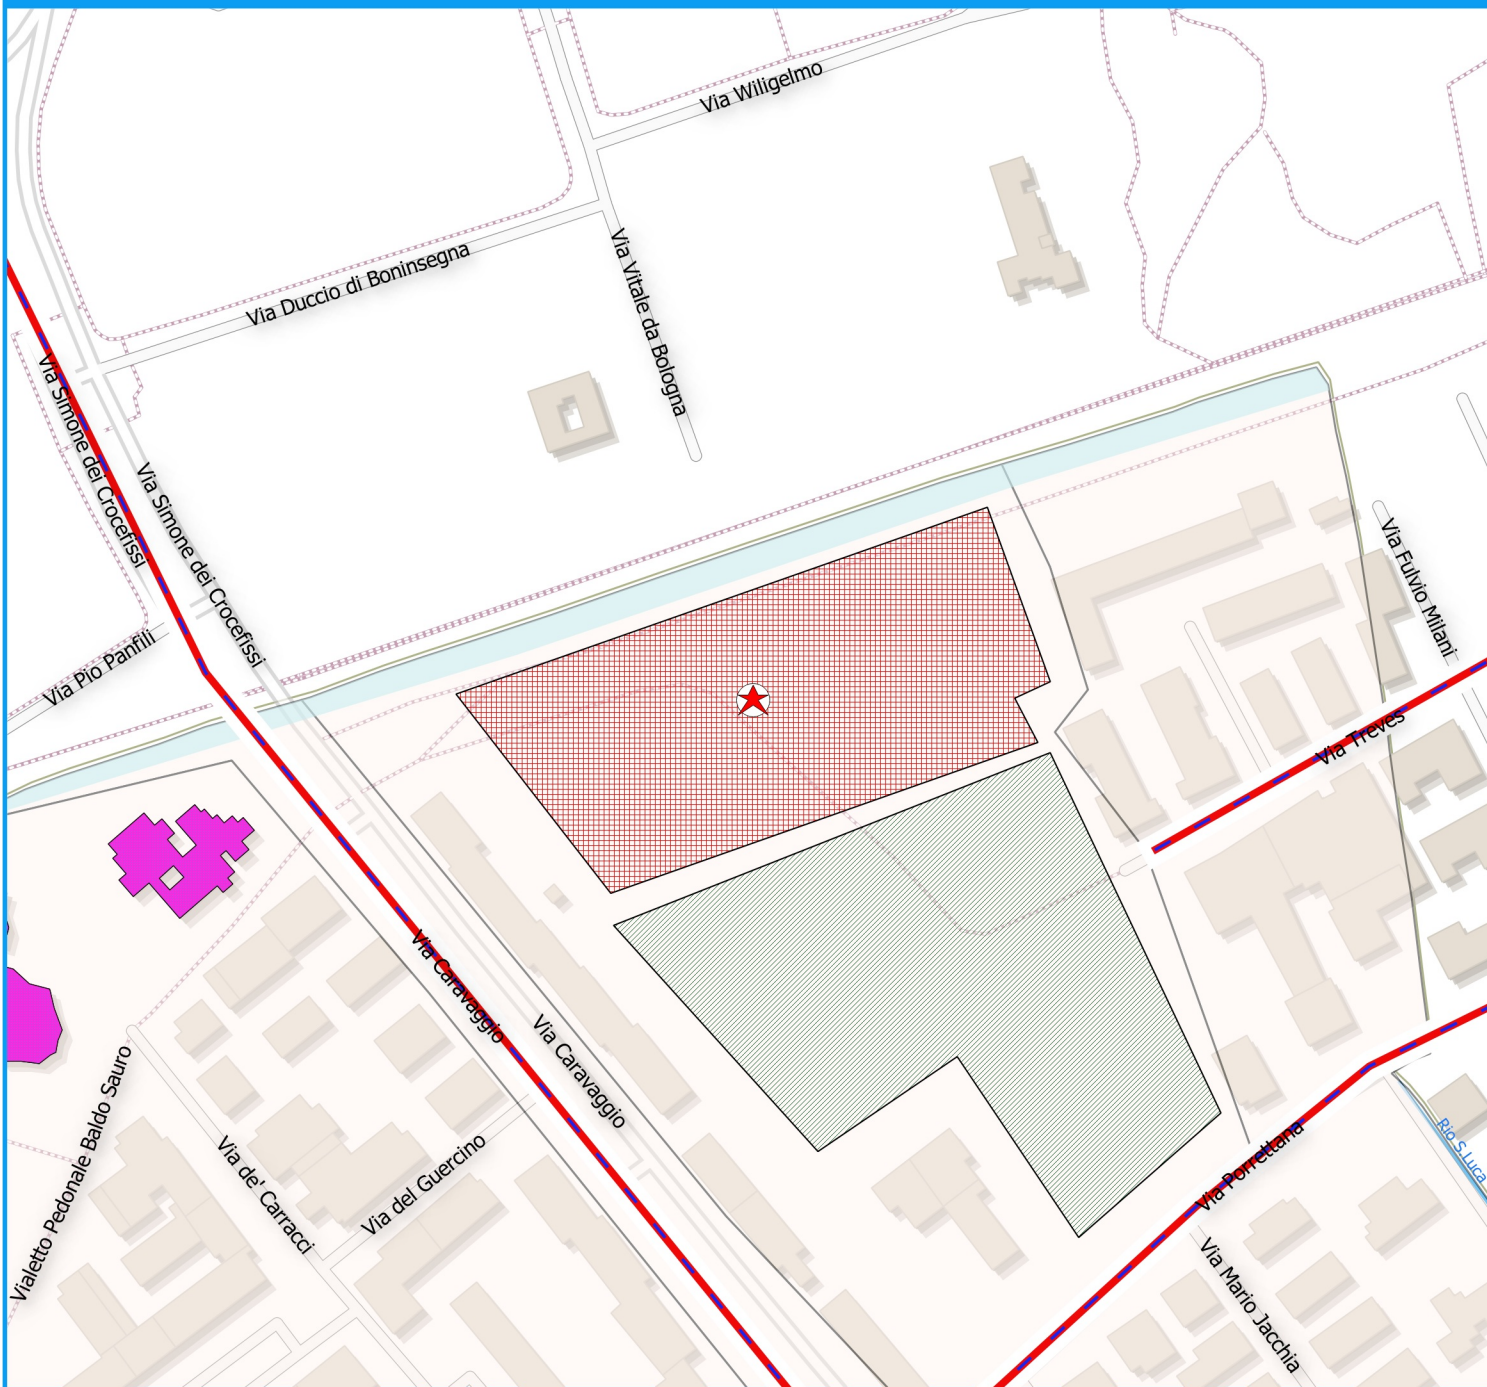 Via Wiligelmo
Via Duccio di Boninsegna
Via Vitale da Bologna
Via Simone dei Crocefissi
Via Simone dei Crocefissi
Via Fulvio Milani
Via Pio Panfili
Via Treves
Via Caravaggio
Via Caravaggio
Vialetto Pedonale Baldo Sauro
Via de' Carracci
Via del Guercino
Via Porrettana
Rio S.Luca
Via Mario Jacchia